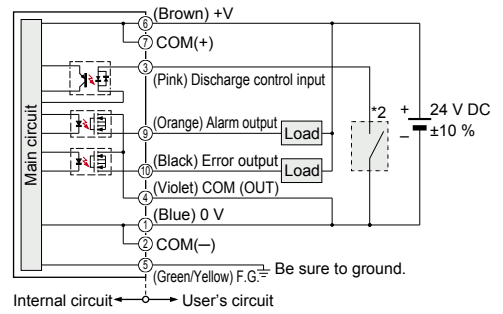 (Brown) +V
6
7 COM(+)
3
(Pink) Discharge control input
*2
+
24 V DC
–
±10 %
Main circuit
(Orange) Alarm output
9
Load
(Black) Error output
10
Load
(Violet) COM (OUT)
4
(Blue) 0 V
1
2 COM(—)
5
(Green/Yellow) F.G.
Be sure to ground.
Internal circuit
User's circuit